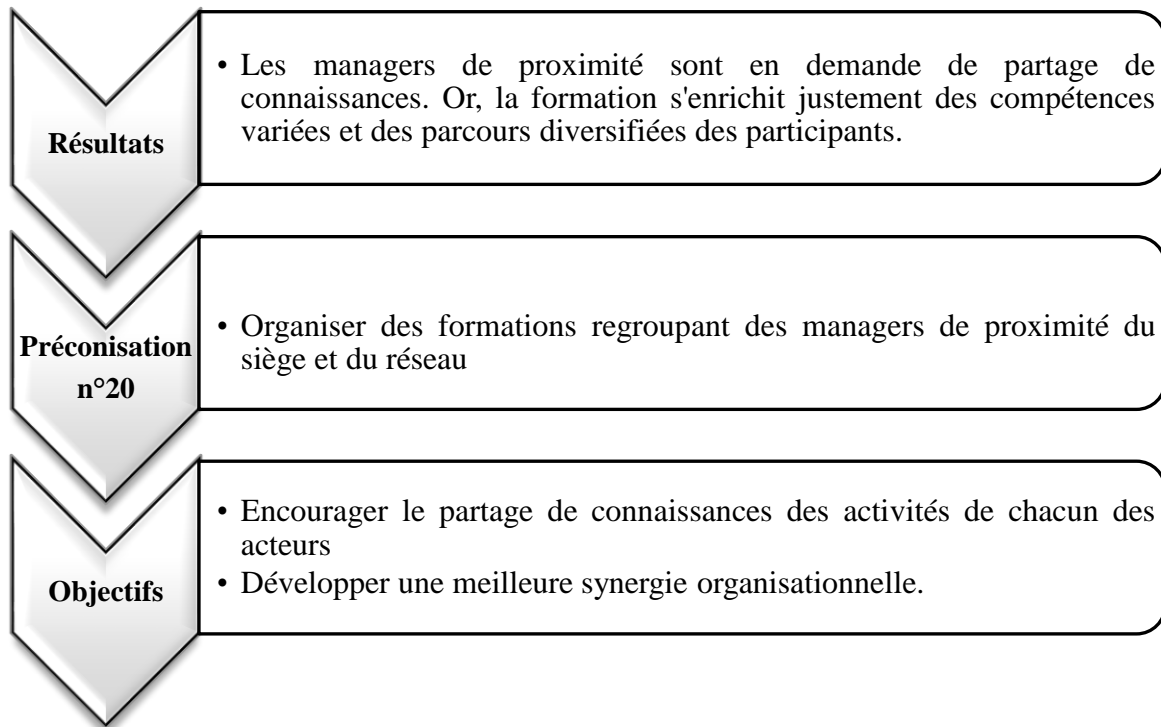 Résultats
• Les managers de proximité sont en demande de partage de
connaissances. Or, la formation s'enrichit justement des compétences
variées et des parcours diversifiées des participants.
Préconisation
n°20
• Organiser des formations regroupant des managers de proximité du
siège et du réseau
Objectifs
• Encourager le partage de connaissances des activités de chacun des
acteurs
• Développer une meilleure synergie organisationnelle.